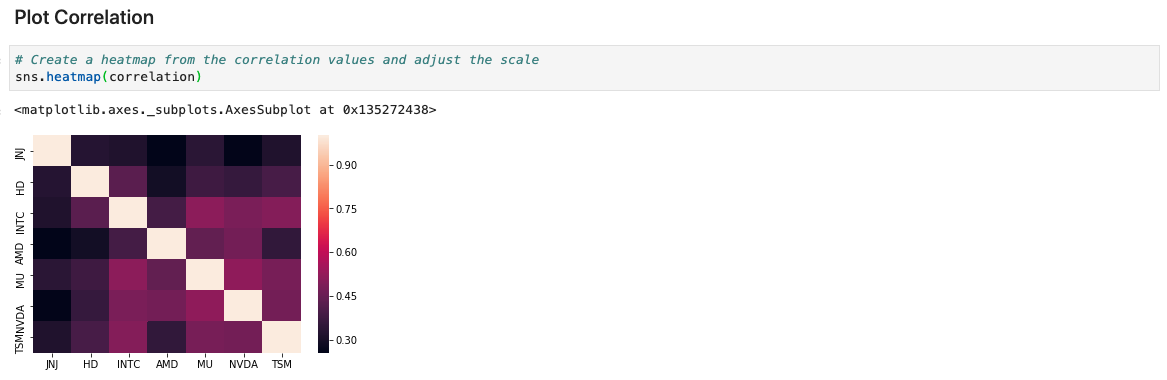 Plot Correlation
# Create a heatmap from the correlation values and adjust the scale
sns.heatmap(correlation)
<matplotlib.axes._subplots.AxesSubplot at 0x135272438>
JNJ
HD
INTC
AMD
MU
NVDA
TSM
JNJ HD INTC AMD MU NVDA TSM
0.90
0.75
0.60
0.45
0.30